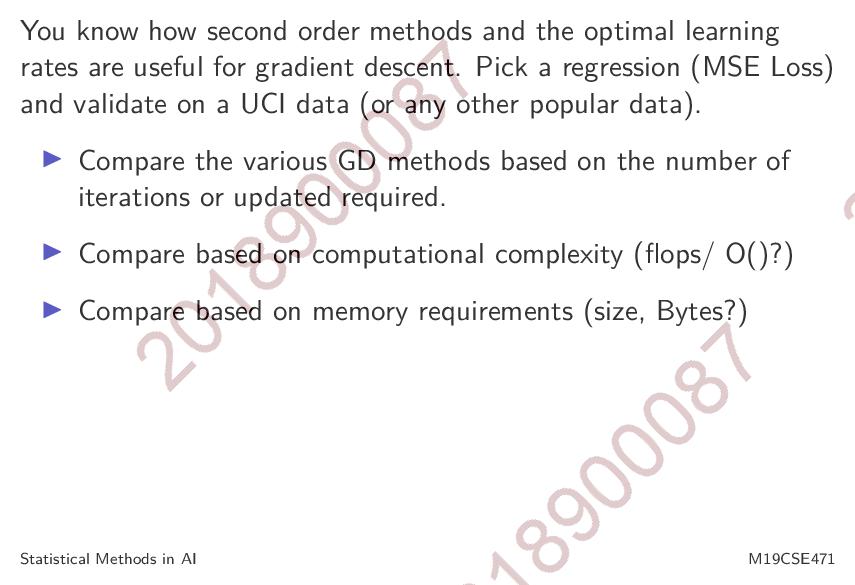 You know how second order methods and the optimal learning
rates are useful for gradient descent. Pick a regression (MSE Loss)
and validate on a UCI data (or any other popular data).
▶ Compare the various GD methods based on the number of
iterations or updated required.
▶ Compare based on computational complexity (flops/ O()?)
▶ Compare based on memory requirements (size, Bytes?)
2018900087
2018900087
Statistical Methods in AI
M19CSE471